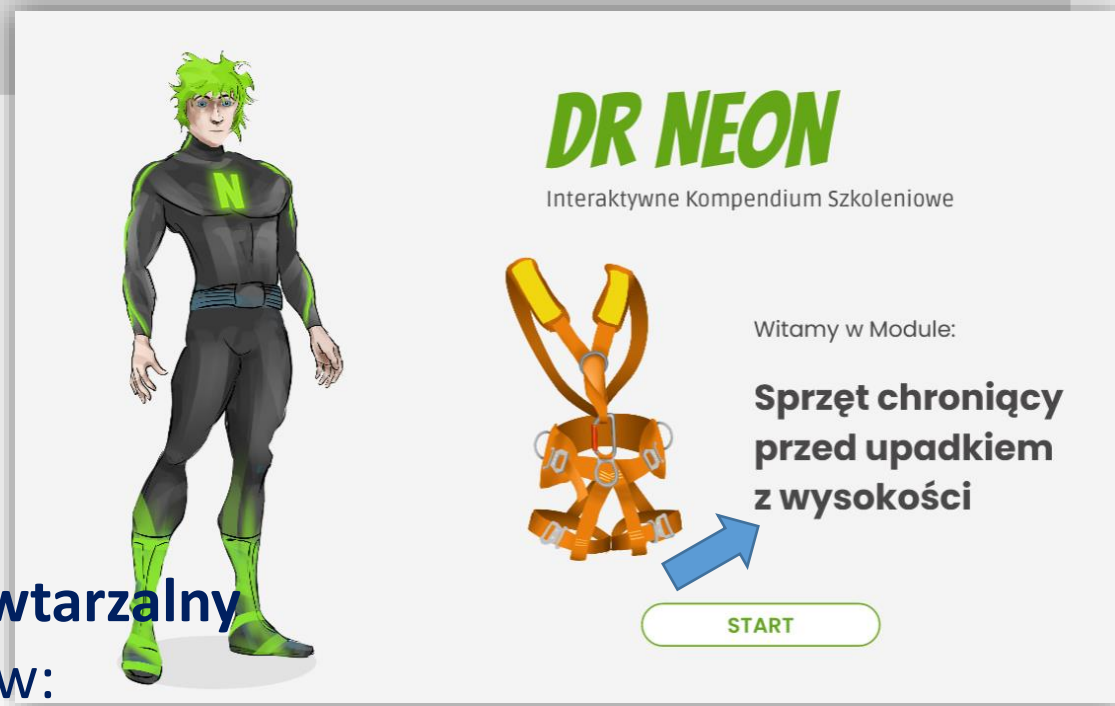 DR NEON
Interaktywne Kompendium Szkoleniowe
N
Witamy w Module:
Sprzęt chroniący
przed upadkiem
z wysokości
START
wtarzalny
w: